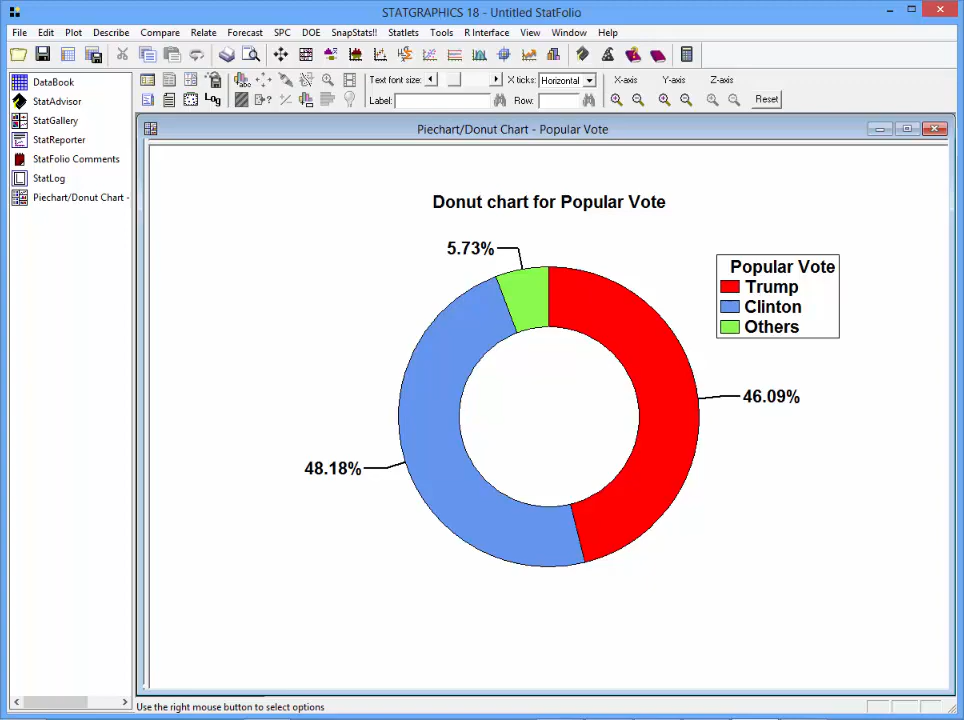 STATGRAPHICS 18 - Untitled StatFolio
File Edit Plot Describe Compare Relate Forecast SPC DOE SnapStats!! Statlets Tools R Interface View Window Help
Text font size: X ticks: Horizontal X-axis Y-axis Z-axis
Log Label: Row: Reset
DataBook
StatAdvisor
StatGallery
StatReporter
StatFolio Comments
StatLog
Piechart/Donut Chart -
Piechart/Donut Chart - Popular Vote
Donut chart for Popular Vote
5.73%
Popular Vote
Trump
Clinton
Others
46.09%
48.18%
Use the right mouse button to select options